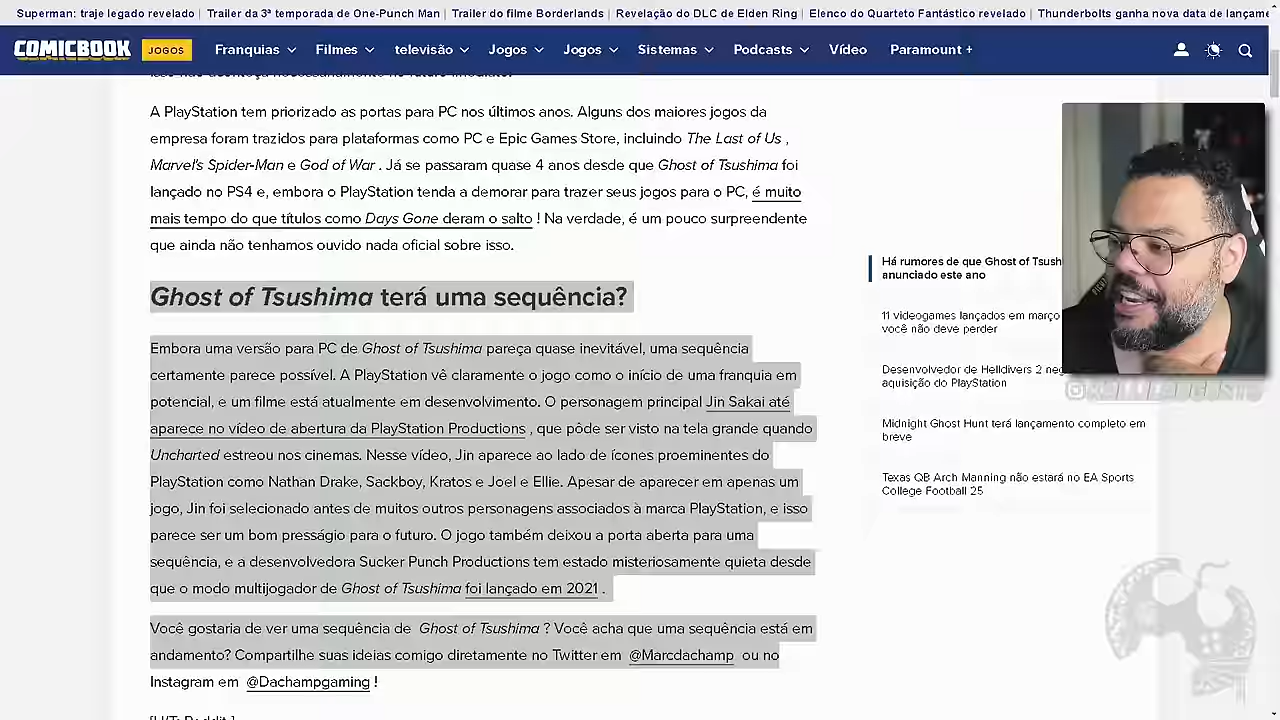 Superman: traje legado revelado | Trailer da 3ª temporada de One-Punch Man | Trailer do filme Borderlands | Revelação do DLC de Elden Ring | Elenco do Quarteto Fantástico revelado | Thunderbolts ganha nova data de lançame
COMICBOOK JOGOS Franquias Filmes televisão Jogos Jogos Sistemas Podcasts Vídeo Paramount +
A PlayStation tem priorizado as portas para PC nos últimos anos. Alguns dos maiores jogos da
empresa foram trazidos para plataformas como PC e Epic Games Store, incluindo The Last of Us ,
Marvel's Spider-Man e God of War . Já se passaram quase 4 anos desde que Ghost of Tsushima foi
lançado no PS4 e, embora o PlayStation tenda a demorar para trazer seus jogos para o PC, é muito
mais tempo do que títulos como Days Gone deram o salto ! Na verdade, é um pouco surpreendente
que ainda não tenhamos ouvido nada oficial sobre isso.
Ghost of Tsushima terá uma sequência?
Embora uma versão para PC de Ghost of Tsushima pareça quase inevitável, uma sequência
certamente parece possível. A PlayStation vê claramente o jogo como o início de uma franquia em
potencial, e um filme está atualmente em desenvolvimento. O personagem principal Jin Sakai até
aparece no vídeo de abertura da PlayStation Productions , que pôde ser visto na tela grande quando
Uncharted estreou nos cinemas. Nesse vídeo, Jin aparece ao lado de ícones proeminentes do
PlayStation como Nathan Drake, Sackboy, Kratos e Joel e Ellie. Apesar de aparecer em apenas um
jogo, Jin foi selecionado antes de muitos outros personagens associados à marca PlayStation, e isso
parece ser um bom presságio para o futuro. O jogo também deixou a porta aberta para uma
sequência, e a desenvolvedora Sucker Punch Productions tem estado misteriosamente quieta desde
que o modo multijogador de Ghost of Tsushima foi lançado em 2021 .
Você gostaria de ver uma sequência de Ghost of Tsushima ? Você acha que uma sequência está em
andamento? Compartilhe suas ideias comigo diretamente no Twitter em @Marcdachamp ou no
Instagram em @Dachampgaming !
Há rumores de que Ghost of Tsush
anunciado este ano
11 videogames lançados em março
você não deve perder
Desenvolvedor de Helldivers 2 neg
aquisição do PlayStation
Midnight Ghost Hunt terá lançamento completo em
breve
Texas QB Arch Manning não estará no EA Sports
College Football 25